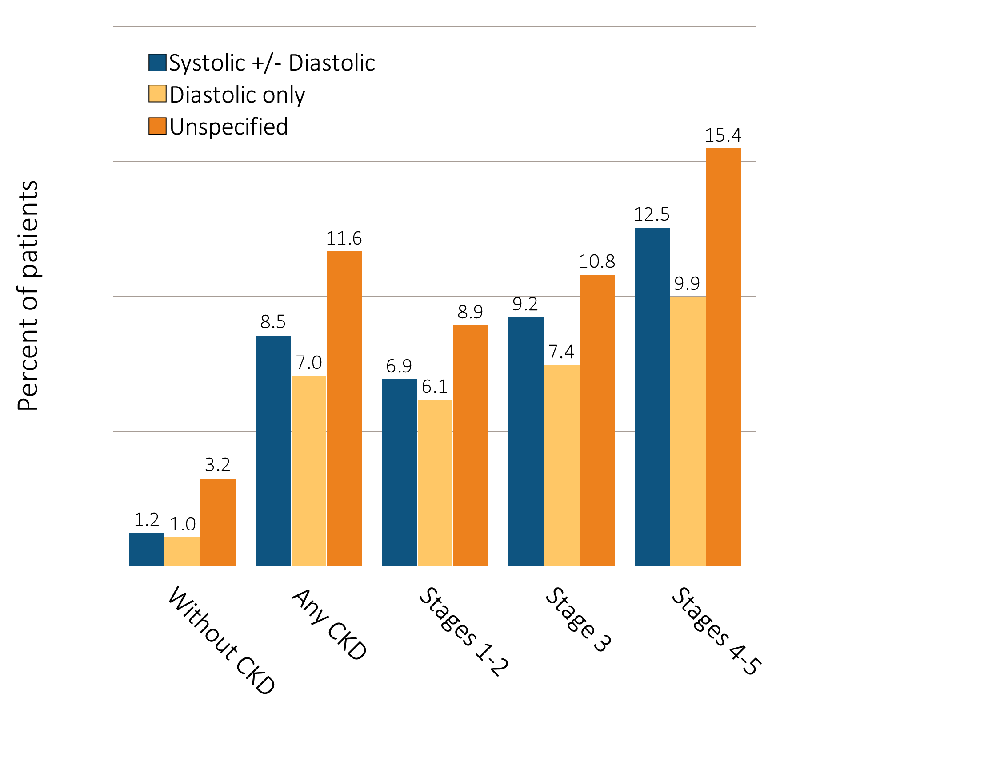 Systolic +/- Diastolic
Diastolic only
Unspecified
Percent of patients
1.2
1.0
3.2
8.5
7.0
11.6
6.9
6.1
8.9
9.2
7.4
10.8
12.5
9.9
15.4
Without CKD
Any CKD
Stages 1-2
Stage 3
Stages 4-5